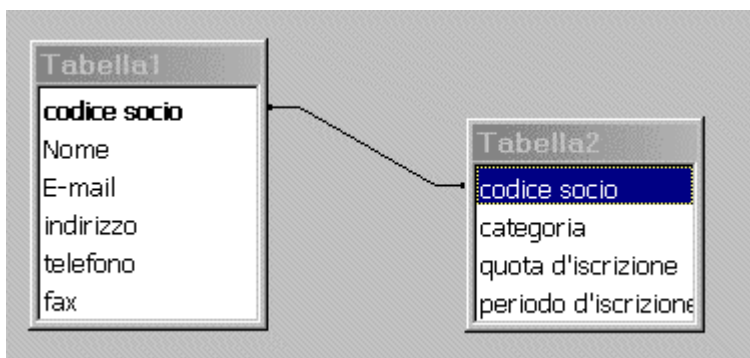 Tabella1
codice socio
Nome
E-mail
indirizzo
telefono
fax
Tabella2
codice socio
categoria
quota d'iscrizione
periodo d'iscrizione